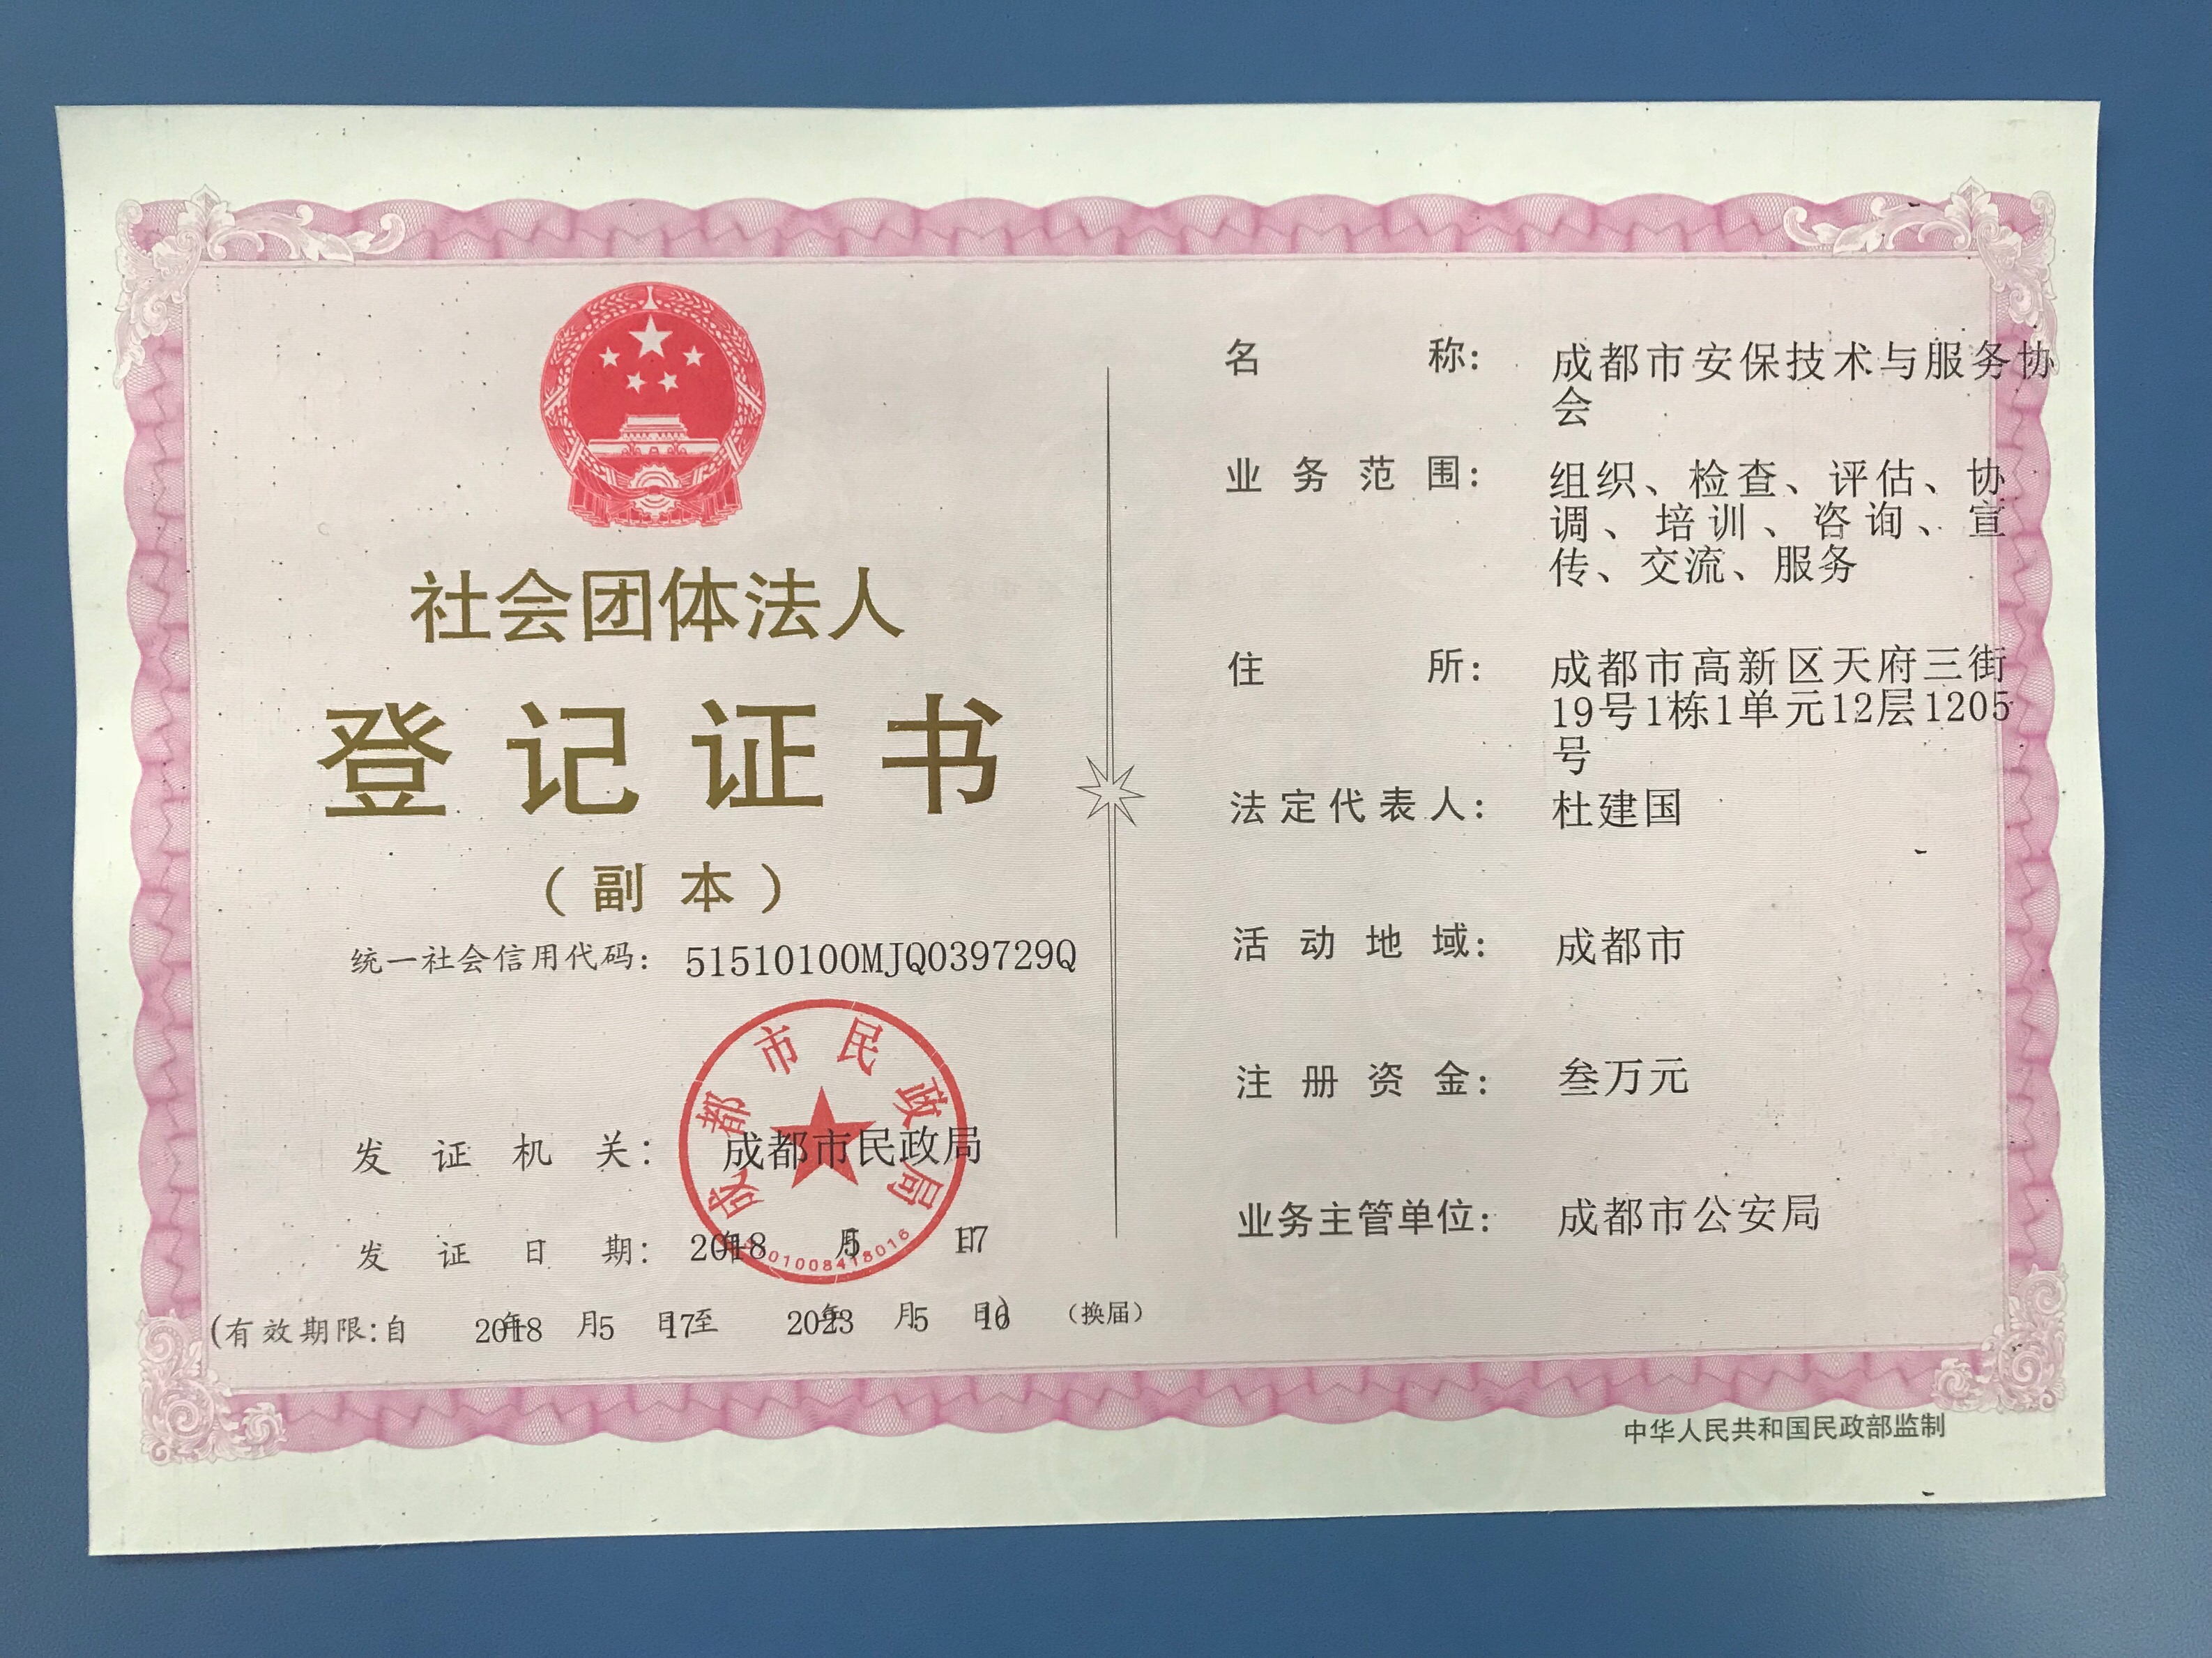 社会团体法人
登记证书
（副本）
统一社会信用代码：51510100MJQ039729Q
发证机关：成都市民政局
发证日期：2018年5月17日
(有效期限:自2018年5月17日至2023年5月16日)（换届）
成都市民政局
名称：成都市安保技术与服务协
会
业务范围：组织、检查、评估、协
调、培训、咨询、宣
传、交流、服务
住所：成都市高新区天府三街
19号1栋1单元12层1205
号
法定代表人：杜建国
活动地域：成都市
注册资金：叁万元
业务主管单位：成都市公安局
中华人民共和国民政部监制